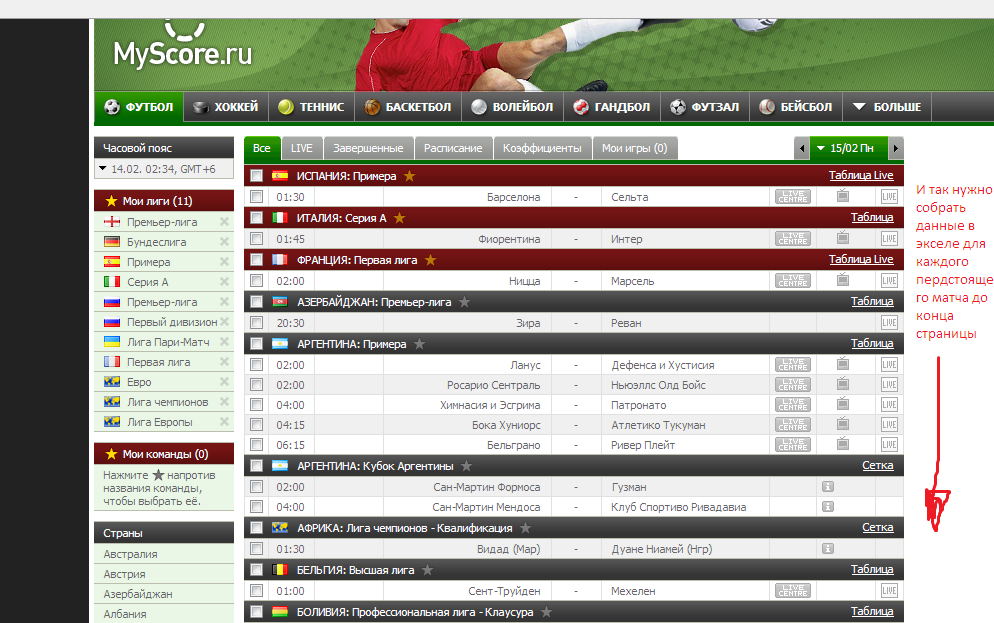 MyScore.ru
ФУТБОЛ ХОККЕЙ ТЕННИС БАСКЕТБОЛ ВОЛЕЙБОЛ ГАНДБОЛ ФУТЗАЛ БЕЙСБОЛ БОЛЬШЕ
Часовой пояс
14.02. 02:34, GMT+6
Мои лиги (11)
Премьер-лига
Бундеслига
Примера
Серия А
Премьер-лига
Первый дивизион
Лига Пари-Матч
Первая лига
Евро
Лига чемпионов
Лига Европы
Мои команды (0)
Нажмите напротив
названия команды,
чтобы выбрать её.
Страны
Австралия
Австрия
Азербайджан
Албания
Все LIVE Завершенные Расписание Коэффициенты Мои игры (0) 15/02 Пн
ИСПАНИЯ: Примера Таблица Live
01:30 Барселона - Сельта LIVE CENTRE LIVE
ИТАЛИЯ: Серия А Таблица
01:45 Фиорентина - Интер LIVE CENTRE LIVE
ФРАНЦИЯ: Первая лига Таблица Live
02:00 Ницца - Марсель LIVE CENTRE LIVE
АЗЕРБАЙДЖАН: Премьер-лига Таблица
20:30 Зира - Реван LIVE
АРГЕНТИНА: Примера Таблица
02:00 Ланус - Дефенса и Хустисия LIVE CENTRE LIVE
02:00 Росарио Сентраль - Ньюэллс Олд Бойс LIVE CENTRE LIVE
04:00 Химнасия и Эсгрима - Патронато LIVE CENTRE LIVE
04:15 Бока Хуниорс - Атлетико Тукуман LIVE CENTRE LIVE
06:15 Бельграно - Ривер Плейт LIVE CENTRE LIVE
АРГЕНТИНА: Кубок Аргентины Сетка
02:00 Сан-Мартин Формоса - Гузман
04:00 Сан-Мартин Мендоса - Клуб Спортиво Ривадавиа
АФРИКА: Лига чемпионов - Квалификация Сетка
01:30 Видад (Мар) - Дуане Ниамей (Нгр)
БЕЛЬГИЯ: Высшая лига Таблица
01:00 Сент-Труйден - Мехелен LIVE CENTRE LIVE
БОЛИВИЯ: Профессиональная лига - Клаусура Таблица
И так нужно
собрать
данные в
экселе для
каждого
пердстояще
го матча до
конца
страницы